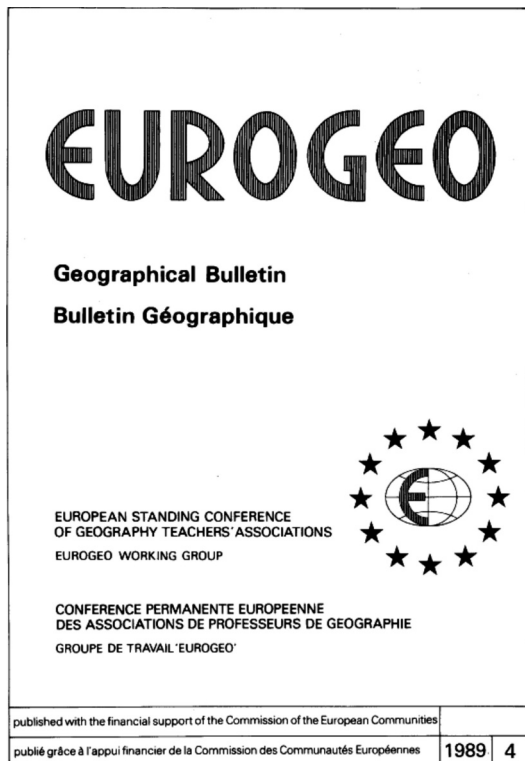 EUROGEO
Geographical Bulletin
Bulletin Géographique
EUROPEAN STANDING CONFERENCE
OF GEOGRAPHY TEACHERS' ASSOCIATIONS
EUROGEO WORKING GROUP
CONFERENCE PERMANENTE EUROPEENNE
DES ASSOCIATIONS DE PROFESSEURS DE GEOGRAPHIE
GROUPE DE TRAVAIL 'EUROGEO'
E
published with the financial support of the Commission of the European Communities
publié grâce à l'appui financier de la Commission des Communautés Européennes
1989 4